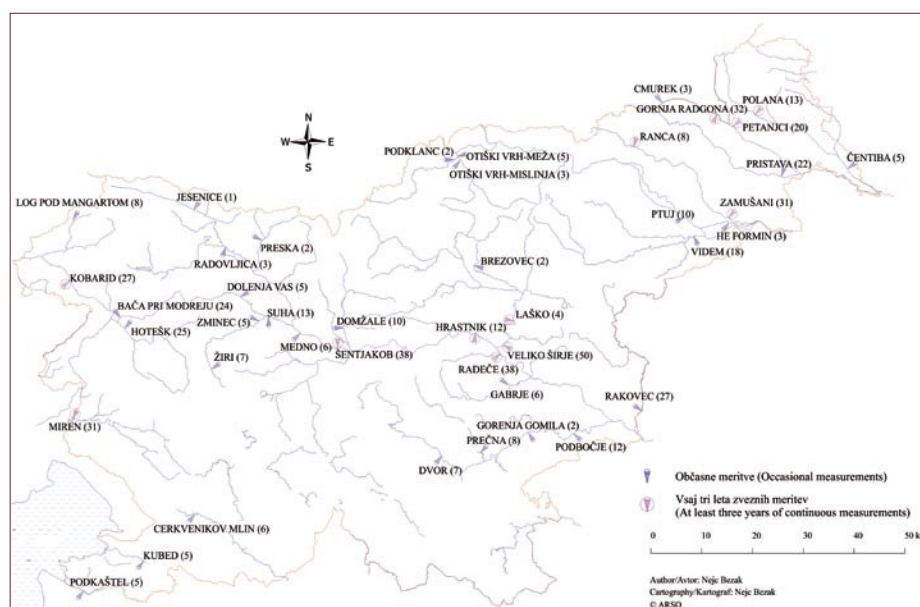 CMUREK (3)
POLANA (13)
GORNJA RADGONA (32)
PETANJCI (20)
RANCA (8)
N
W E
S
PODKLANC (2)
OTIŠKI VRH-MEŽA (5)
OTIŠKI VRH-MISLINJA (3)
PRISTAVA (22)
ČENTIBA (5)
JESENICE (1)
LOG POD MANGARTOM (8)
ZAMUŠANI (31)
PTUJ (10)
HE FORMIN (3)
PRESKA (2)
VIDEM (18)
RADOVLJICA (3)
BREZOVEC (2)
KOBARID (27)
DOLENJA VAS (5)
BAČA PRI MODREJU (24)
SUHA (13)
ZMINEC (5)
DOMŽALE (10)
LAŠKO (4)
HRASTNIK (12)
HOTEŠK (25)
MEDNO (6)
ŠENTJAKOB (38)
VELIKO ŠIRJE (50)
ŽIRI (7)
RADEČE (38)
GABRJE (6)
RAKOVEC (27)
MIREN (31)
GORENJA GOMILA (2)
PREČNA (8)
PODBOČJE (12)
DVOR (7)
Občasne meritve (Occasional measurements)
Vsaj tri leta zveznih meritev
(At least three years of continuous measurements)
CERKVENIKOV MLIN (6)
KUBED (5)
PODKAŠTEL (5)
0 10 20 30 40 50 k
Author/Avtor: Nejc Bezak
Cartography/Kartograf: Nejc Bezak
© ARSO